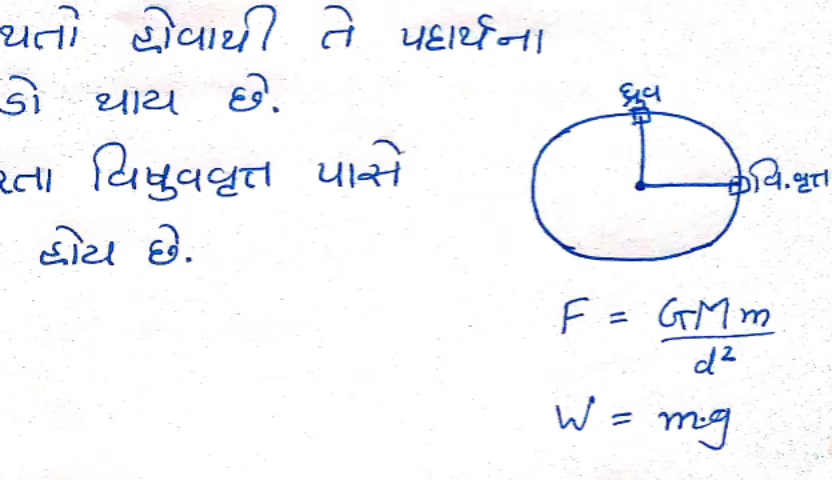 થતો હોવાથી તે પદાર્થના
ડો થાય છે.
રતા વિષુવવૃત્ત પાસે
હોય છે.
ધ્રુવ
વિ.વૃત્ત
F = GMm / d²
W = m.g